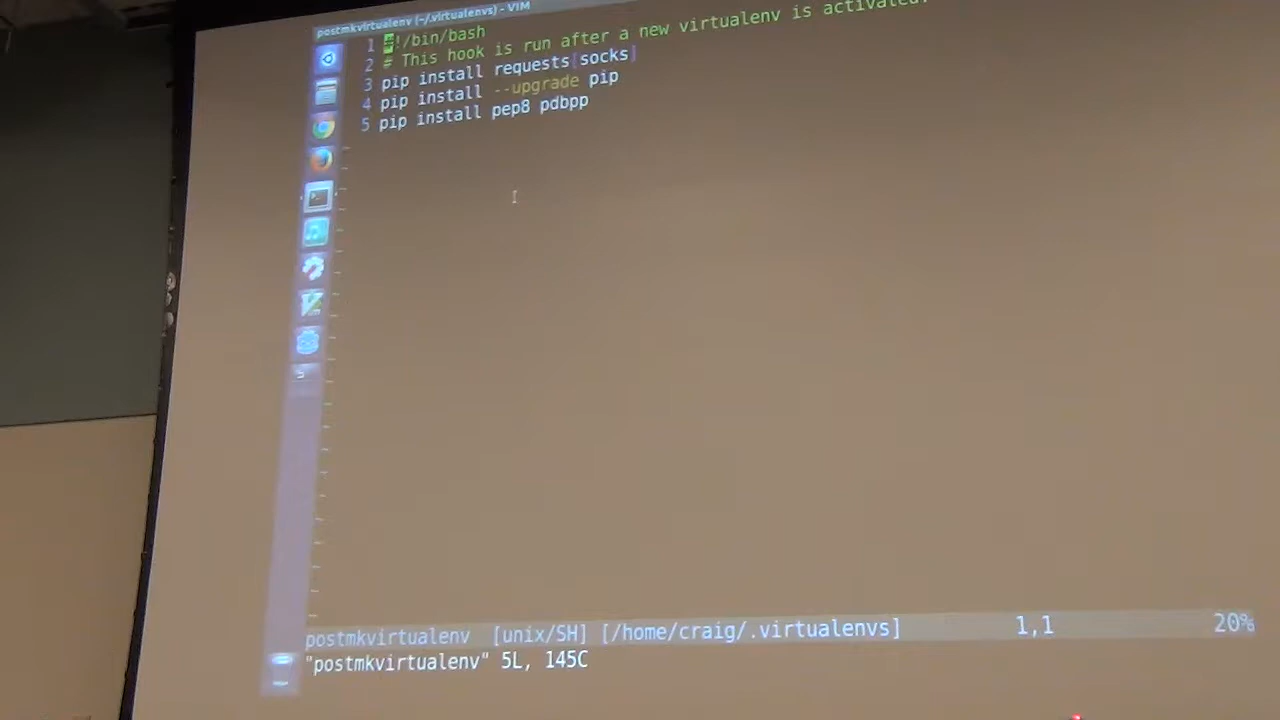 postmkvirtualenv (~/.virtualenvs) - VIM
1 #!/bin/bash
2 # This hook is run after a new virtualenv is activated.
3 pip install requests[socks]
4 pip install --upgrade pip
5 pip install pep8 pdbpp
postmkvirtualenv [unix/SH] [/home/craig/.virtualenvs] 1,1 20%
"postmkvirtualenv" 5L, 145C